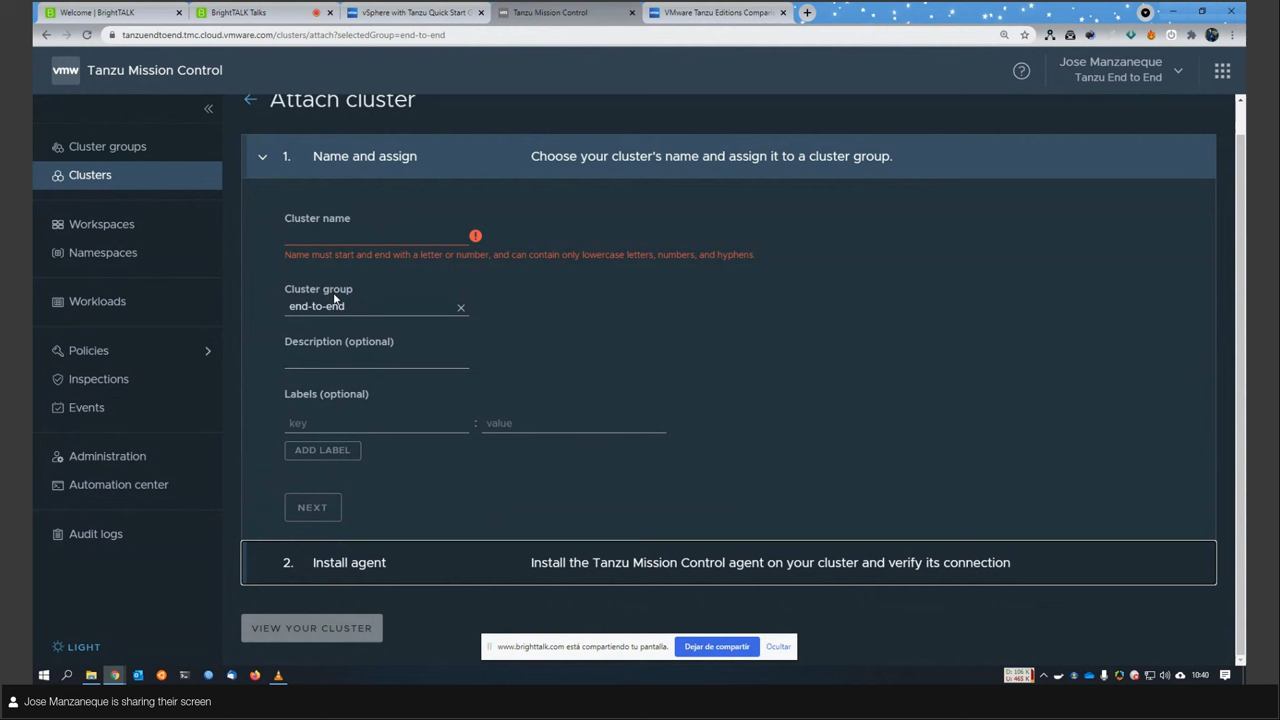 Welcome | BrightTALK
BrightTALK Talks
vSphere with Tanzu Quick Start G
Tanzu Mission Control
VMware Tanzu Editions Compari
tanzuendtoend.tmc.cloud.vmware.com/clusters/attach?selectedGroup=end-to-end
vmw
Tanzu Mission Control
Jose Manzaneque
Tanzu End to End
Attach cluster
Cluster groups
Clusters
Workspaces
Namespaces
Workloads
Policies
Inspections
Events
Administration
Automation center
Audit logs
LIGHT
1. Name and assign Choose your cluster's name and assign it to a cluster group.
Cluster name
Name must start and end with a letter or number, and can contain only lowercase letters, numbers, and hyphens.
Cluster group
end-to-end
Description (optional)
Labels (optional)
key : value
ADD LABEL
NEXT
2. Install agent Install the Tanzu Mission Control agent on your cluster and verify its connection
VIEW YOUR CLUSTER
www.brighttalk.com está compartiendo tu pantalla. Dejar de compartir Ocultar
D: 106 K
U: 465 K
10:40
Jose Manzaneque is sharing their screen